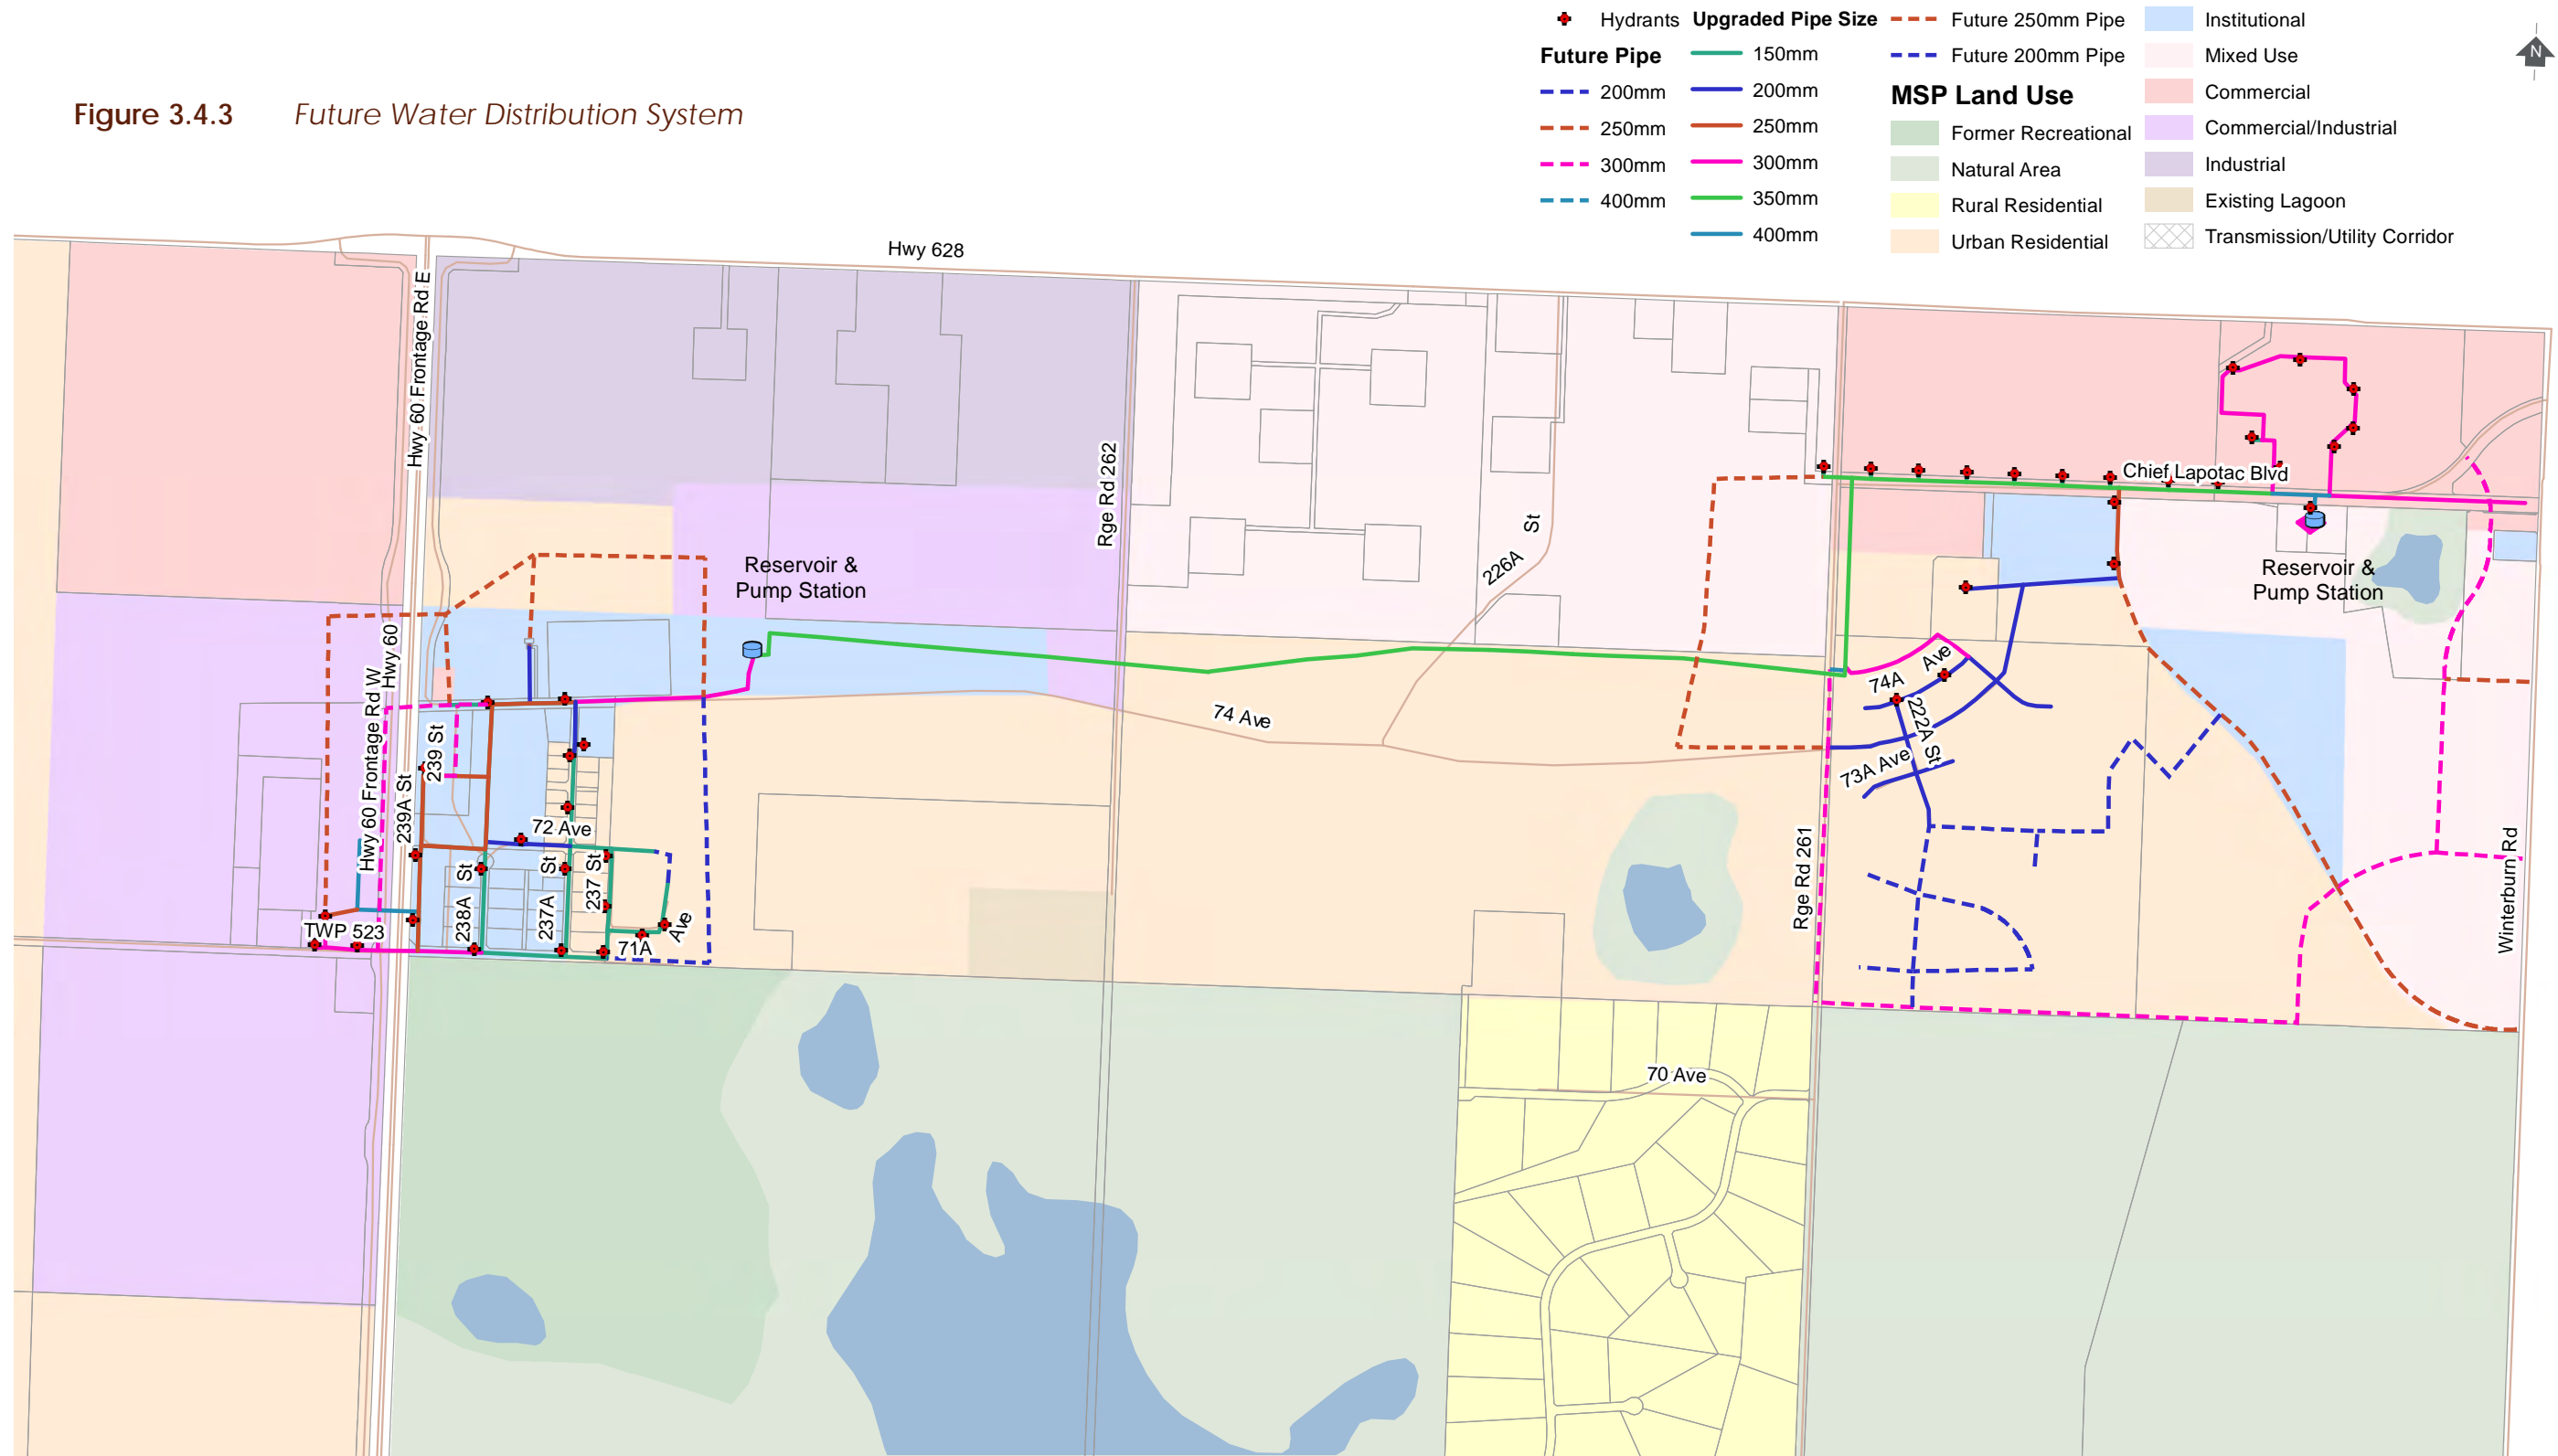 Figure 3.4.3 Future Water Distribution System
Hydrants
Future Pipe
200mm
250mm
300mm
400mm
Upgraded Pipe Size
150mm
200mm
250mm
300mm
350mm
400mm
Future 250mm Pipe
Future 200mm Pipe
MSP Land Use
Former Recreational
Natural Area
Rural Residential
Urban Residential
Institutional
Mixed Use
Commercial
Commercial/Industrial
Industrial
Existing Lagoon
Transmission/Utility Corridor
N
Hwy 628
Hwy 60 Frontage Rd E
Rge Rd 262
226A St
Chief Lapotac Blvd
Reservoir &
Pump Station
Reservoir &
Pump Station
Hwy 60
Hwy 60 Frontage Rd W
239 St
239A St
74 Ave
74A Ave
222A St
73A Ave
72 Ave
238A St
237A St
237 St
71A Ave
TWP 523
Rge Rd 261
Winterburn Rd
70 Ave